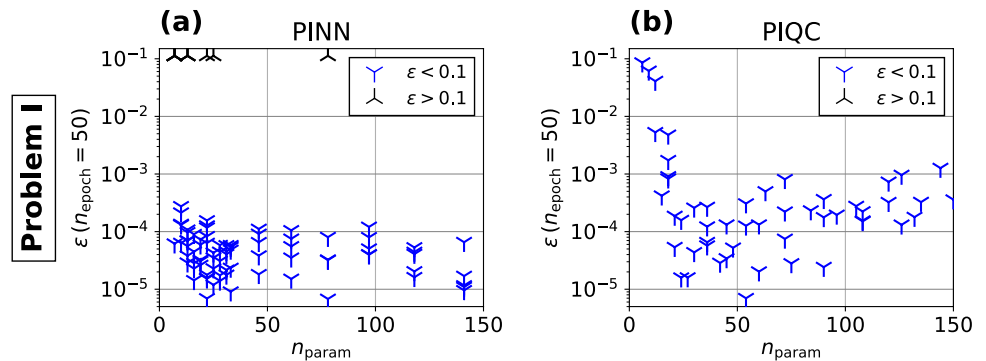 (a)
PINN
(b)
PIQC
Problem I
ε (n_epoch = 50)
10⁻¹
10⁻²
10⁻³
10⁻⁴
10⁻⁵
ε < 0.1
ε > 0.1
0
50
100
150
n_param
ε (n_epoch = 50)
10⁻¹
10⁻²
10⁻³
10⁻⁴
10⁻⁵
ε < 0.1
ε > 0.1
0
50
100
150
n_param